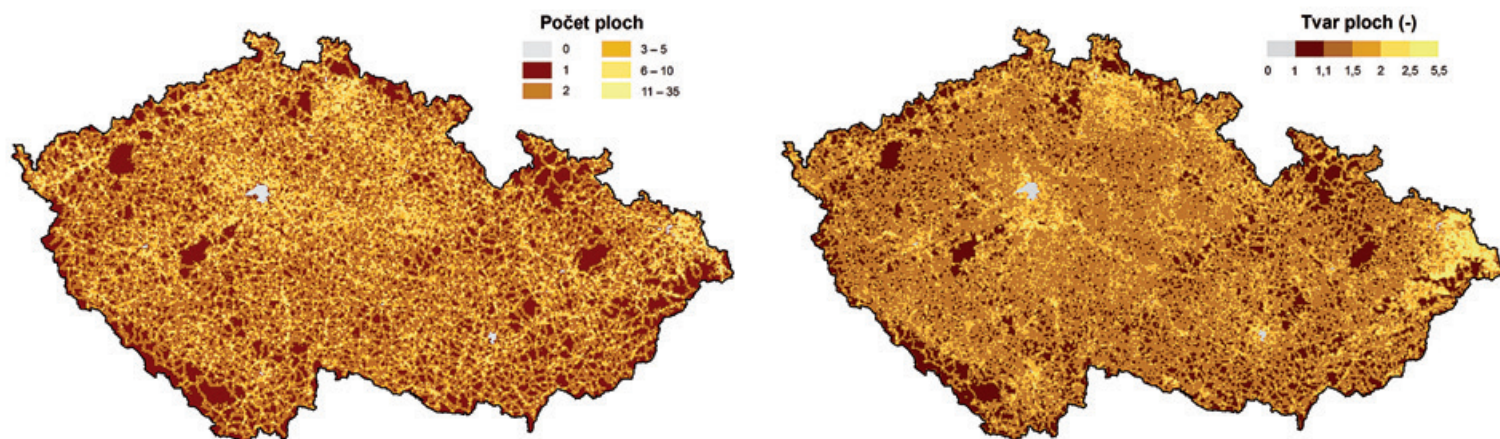 Počet ploch
0 3 – 5
1 6 – 10
2 11 – 35
Tvar ploch (-)
0 1 1,1 1,5 2 2,5 5,5